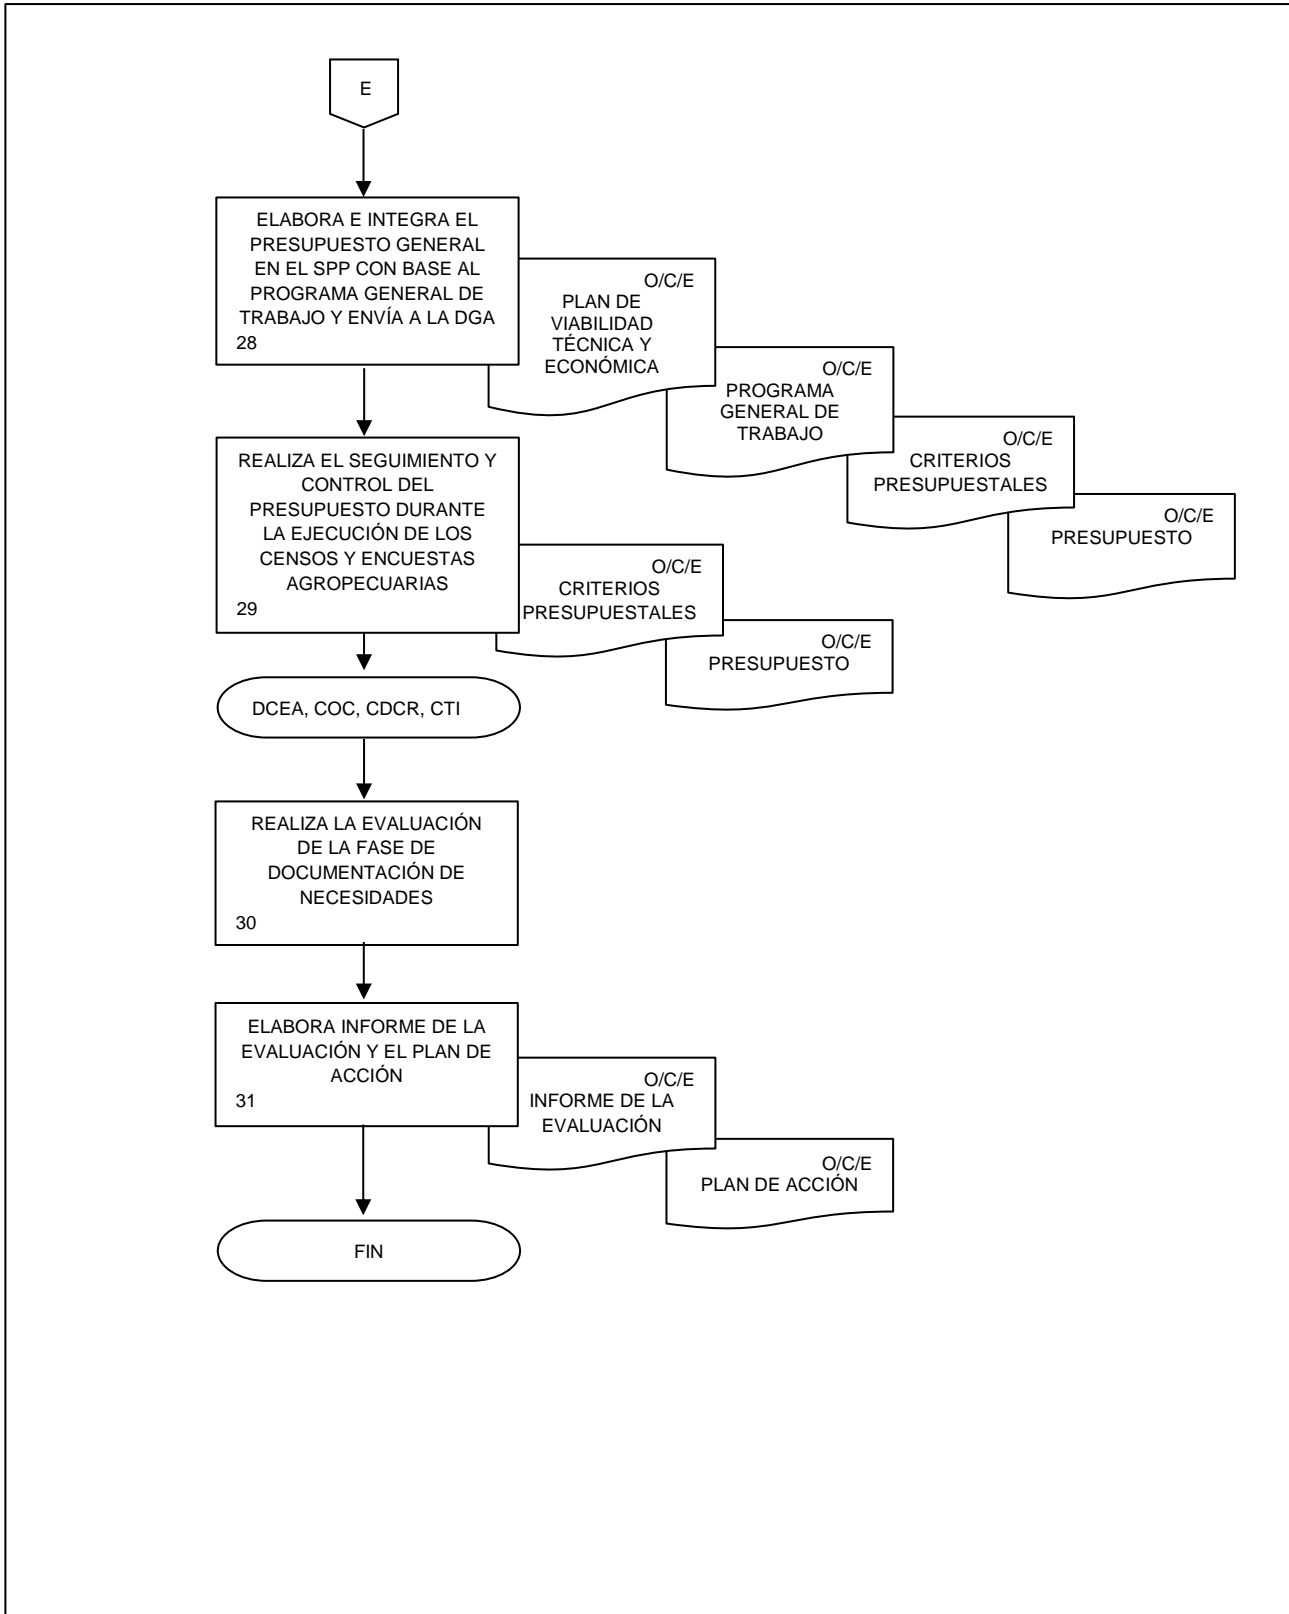 E
ELABORA E INTEGRA EL
PRESUPUESTO GENERAL
EN EL SPP CON BASE AL
PROGRAMA GENERAL DE
TRABAJO Y ENVÍA A LA DGA
28
O/C/E
PLAN DE
VIABILIDAD
TÉCNICA Y
ECONÓMICA
O/C/E
PROGRAMA
GENERAL DE
TRABAJO
O/C/E
CRITERIOS
PRESUPUESTALES
O/C/E
PRESUPUESTO
REALIZA EL SEGUIMIENTO Y
CONTROL DEL
PRESUPUESTO DURANTE
LA EJECUCIÓN DE LOS
CENSOS Y ENCUESTAS
AGROPECUARIAS
29
O/C/E
CRITERIOS
PRESUPUESTALES
O/C/E
PRESUPUESTO
DCEA, COC, CDCR, CTI
REALIZA LA EVALUACIÓN
DE LA FASE DE
DOCUMENTACIÓN DE
NECESIDADES
30
ELABORA INFORME DE LA
EVALUACIÓN Y EL PLAN DE
ACCIÓN
31
O/C/E
INFORME DE LA
EVALUACIÓN
O/C/E
PLAN DE ACCIÓN
FIN